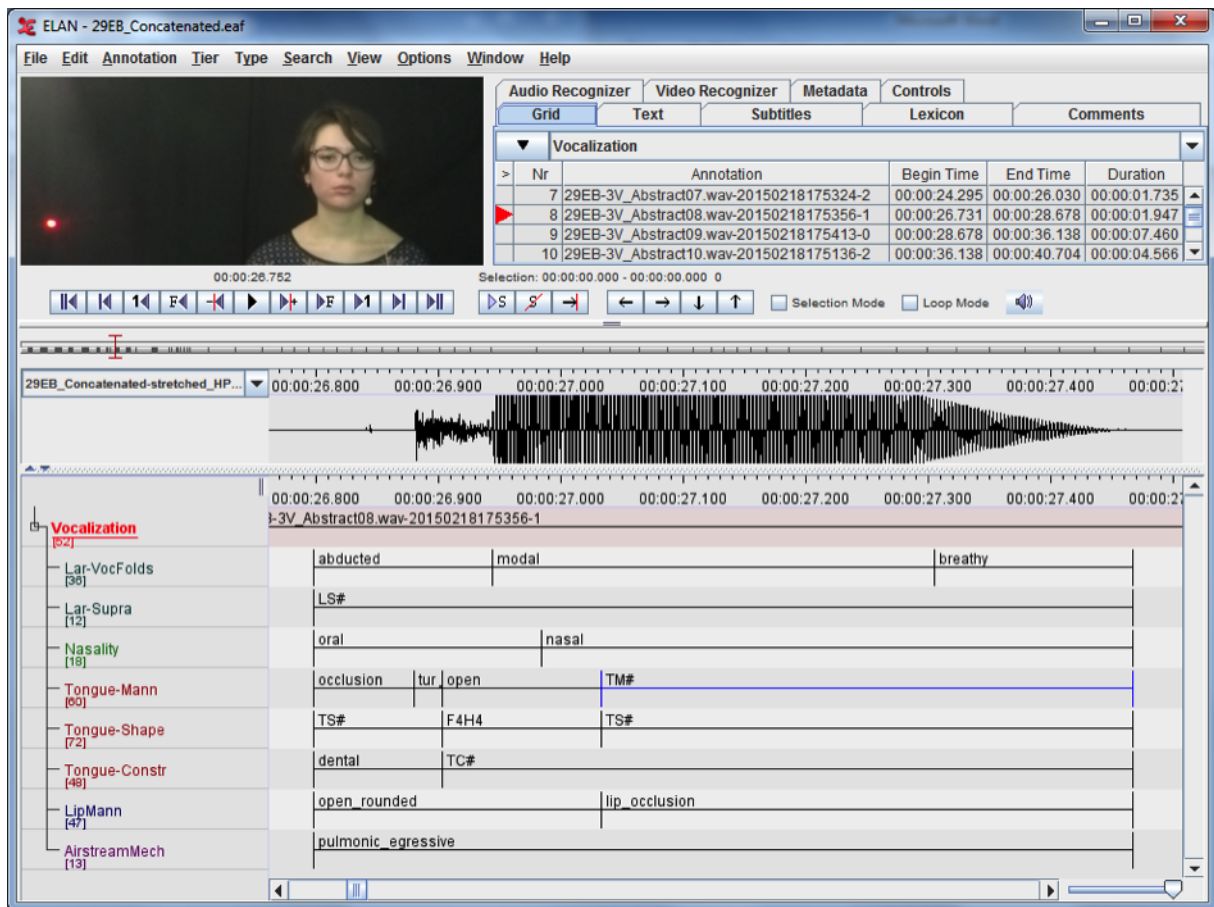 ELAN - 29EB_Concatenated.eaf
File Edit Annotation Tier Type Search View Options Window Help
Audio Recognizer Video Recognizer Metadata Controls
Grid Text Subtitles Lexicon Comments
Vocalization
> Nr Annotation Begin Time End Time Duration
7 29EB-3V_Abstract07.wav-20150218175324-2 00:00:24.295 00:00:26.030 00:00:01.735
8 29EB-3V_Abstract08.wav-20150218175356-1 00:00:26.731 00:00:28.678 00:00:01.947
9 29EB-3V_Abstract09.wav-20150218175413-0 00:00:28.678 00:00:36.138 00:00:07.460
10 29EB-3V_Abstract10.wav-20150218175136-2 00:00:36.138 00:00:40.704 00:00:04.566
00:00:26.752 Selection: 00:00:00.000 - 00:00:00.000 0
1 F F 1 S S Selection Mode Loop Mode
29EB_Concatenated-stretched_HP... 00:00:26.800 00:00:26.900 00:00:27.000 00:00:27.100 00:00:27.200 00:00:27.300 00:00:27.400 00:00:27
00:00:26.800 00:00:26.900 00:00:27.000 00:00:27.100 00:00:27.200 00:00:27.300 00:00:27.400 00:00:27
3-3V_Abstract08.wav-20150218175356-1
Vocalization
[52]
abducted modal breathy
Lar-VocFolds
[36]
LS#
Lar-Supra
[12]
oral nasal
Nasality
[18]
occlusion tur open TM#
Tongue-Mann
[60]
TS# F4H4 TS#
Tongue-Shape
[72]
dental TC#
Tongue-Constr
[48]
open_rounded lip_occlusion
LipMann
[47]
pulmonic_egressive
AirstreamMech
[13]